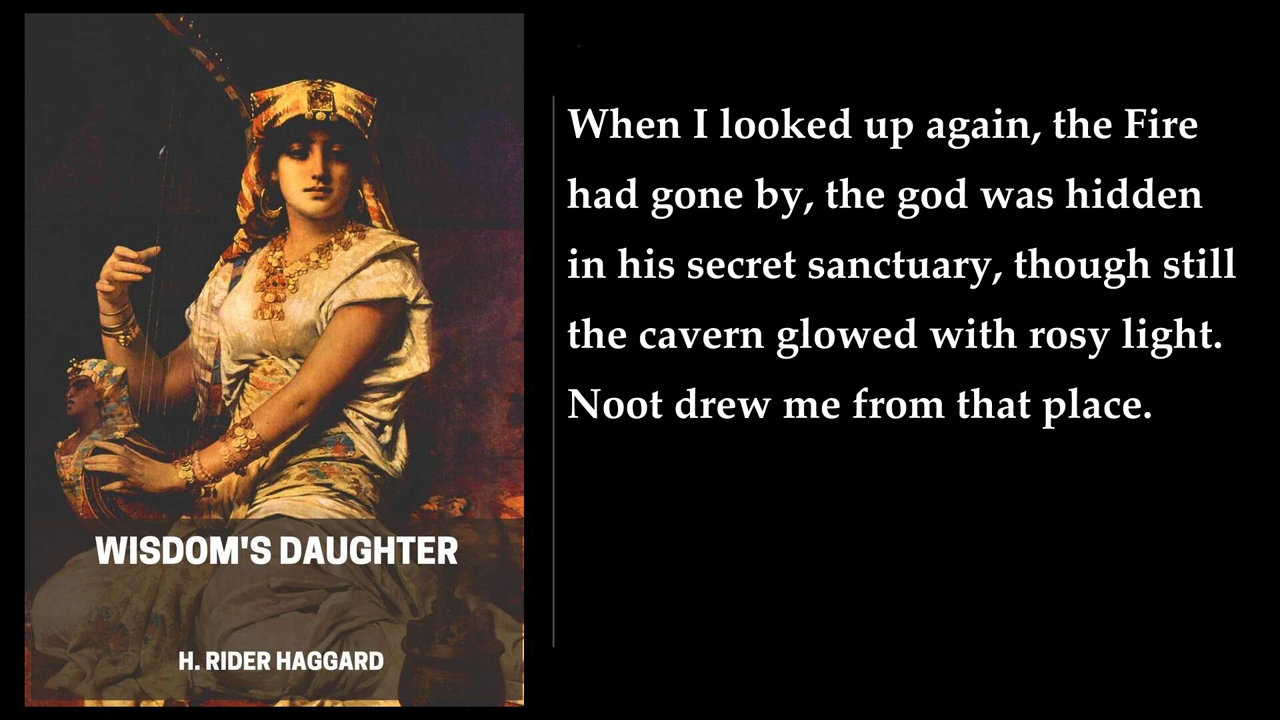 WISDOM'S DAUGHTER
H. RIDER HAGGARD
When I looked up again, the Fire
had gone by, the god was hidden
in his secret sanctuary, though still
the cavern glowed with rosy light.
Noot drew me from that place.